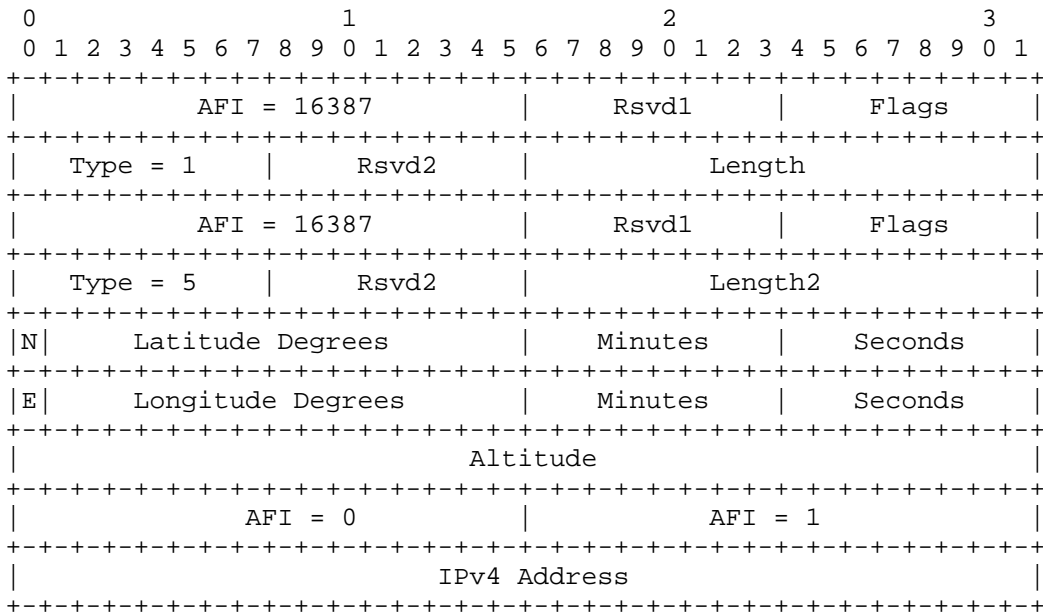 0                   1                   2                   3
 0 1 2 3 4 5 6 7 8 9 0 1 2 3 4 5 6 7 8 9 0 1 2 3 4 5 6 7 8 9 0 1
+-+-+-+-+-+-+-+-+-+-+-+-+-+-+-+-+-+-+-+-+-+-+-+-+-+-+-+-+-+-+-+-+
|           AFI = 16387         |     Rsvd1     |     Flags     |
+-+-+-+-+-+-+-+-+-+-+-+-+-+-+-+-+-+-+-+-+-+-+-+-+-+-+-+-+-+-+-+-+
|   Type = 1    |     Rsvd2     |            Length             |
+-+-+-+-+-+-+-+-+-+-+-+-+-+-+-+-+-+-+-+-+-+-+-+-+-+-+-+-+-+-+-+-+
|           AFI = 16387         |     Rsvd1     |     Flags     |
+-+-+-+-+-+-+-+-+-+-+-+-+-+-+-+-+-+-+-+-+-+-+-+-+-+-+-+-+-+-+-+-+
|   Type = 5    |     Rsvd2     |            Length2            |
+-+-+-+-+-+-+-+-+-+-+-+-+-+-+-+-+-+-+-+-+-+-+-+-+-+-+-+-+-+-+-+-+
|N|     Latitude Degrees        |    Minutes    |    Seconds    |
+-+-+-+-+-+-+-+-+-+-+-+-+-+-+-+-+-+-+-+-+-+-+-+-+-+-+-+-+-+-+-+-+
|E|     Longitude Degrees       |    Minutes    |    Seconds    |
+-+-+-+-+-+-+-+-+-+-+-+-+-+-+-+-+-+-+-+-+-+-+-+-+-+-+-+-+-+-+-+-+
|                            Altitude                           |
+-+-+-+-+-+-+-+-+-+-+-+-+-+-+-+-+-+-+-+-+-+-+-+-+-+-+-+-+-+-+-+-+
|              AFI = 0          |           AFI = 1             |
+-+-+-+-+-+-+-+-+-+-+-+-+-+-+-+-+-+-+-+-+-+-+-+-+-+-+-+-+-+-+-+-+
|                          IPv4 Address                         |
+-+-+-+-+-+-+-+-+-+-+-+-+-+-+-+-+-+-+-+-+-+-+-+-+-+-+-+-+-+-+-+-+